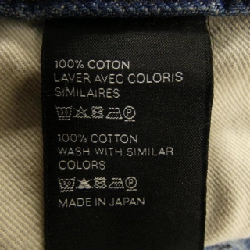 100% COTON
LAVER AVEC COLORIS
SIMILAIRES
100% COTTON
WASH WITH SIMILAR
COLORS
MADE IN JAPAN